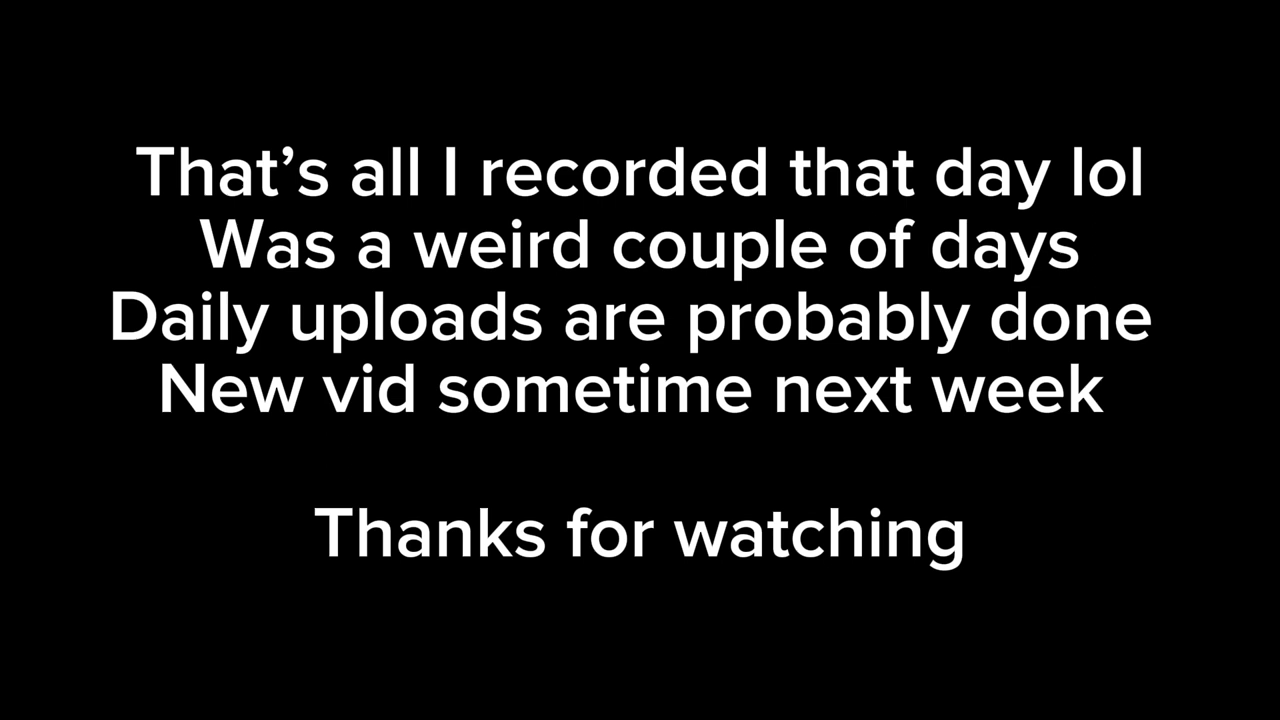 That’s all I recorded that day lol
Was a weird couple of days
Daily uploads are probably done
New vid sometime next week
Thanks for watching